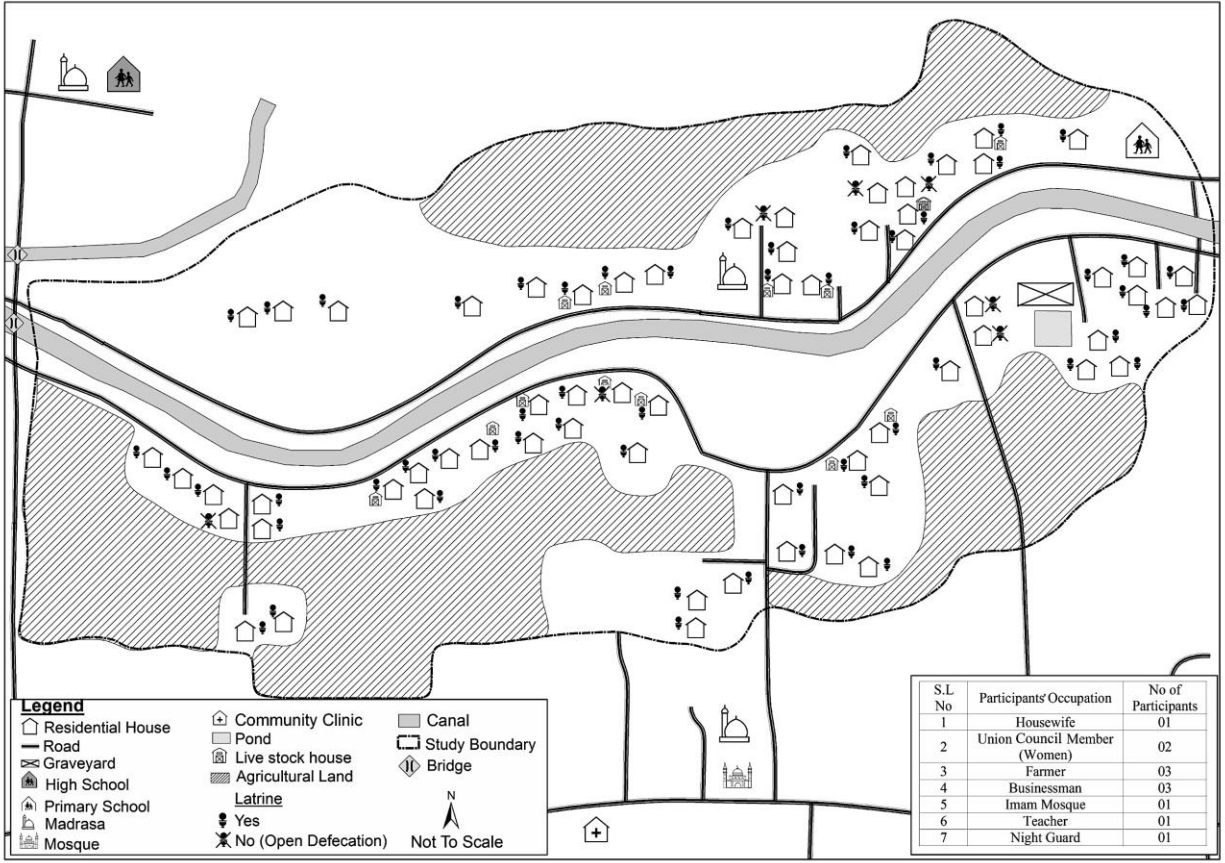 Legend
Residential House
Road
Graveyard
High School
Primary School
Madrasa
Mosque
Community Clinic
Pond
Live stock house
Agricultural Land
Latrine
Yes
No (Open Defecation)
Canal
Study Boundary
Bridge
N
Not To Scale
S.L No Participants' Occupation No of Participants
1 Housewife 01
2 Union Council Member (Women) 02
3 Farmer 03
4 Businessman 03
5 Imam Mosque 01
6 Teacher 01
7 Night Guard 01